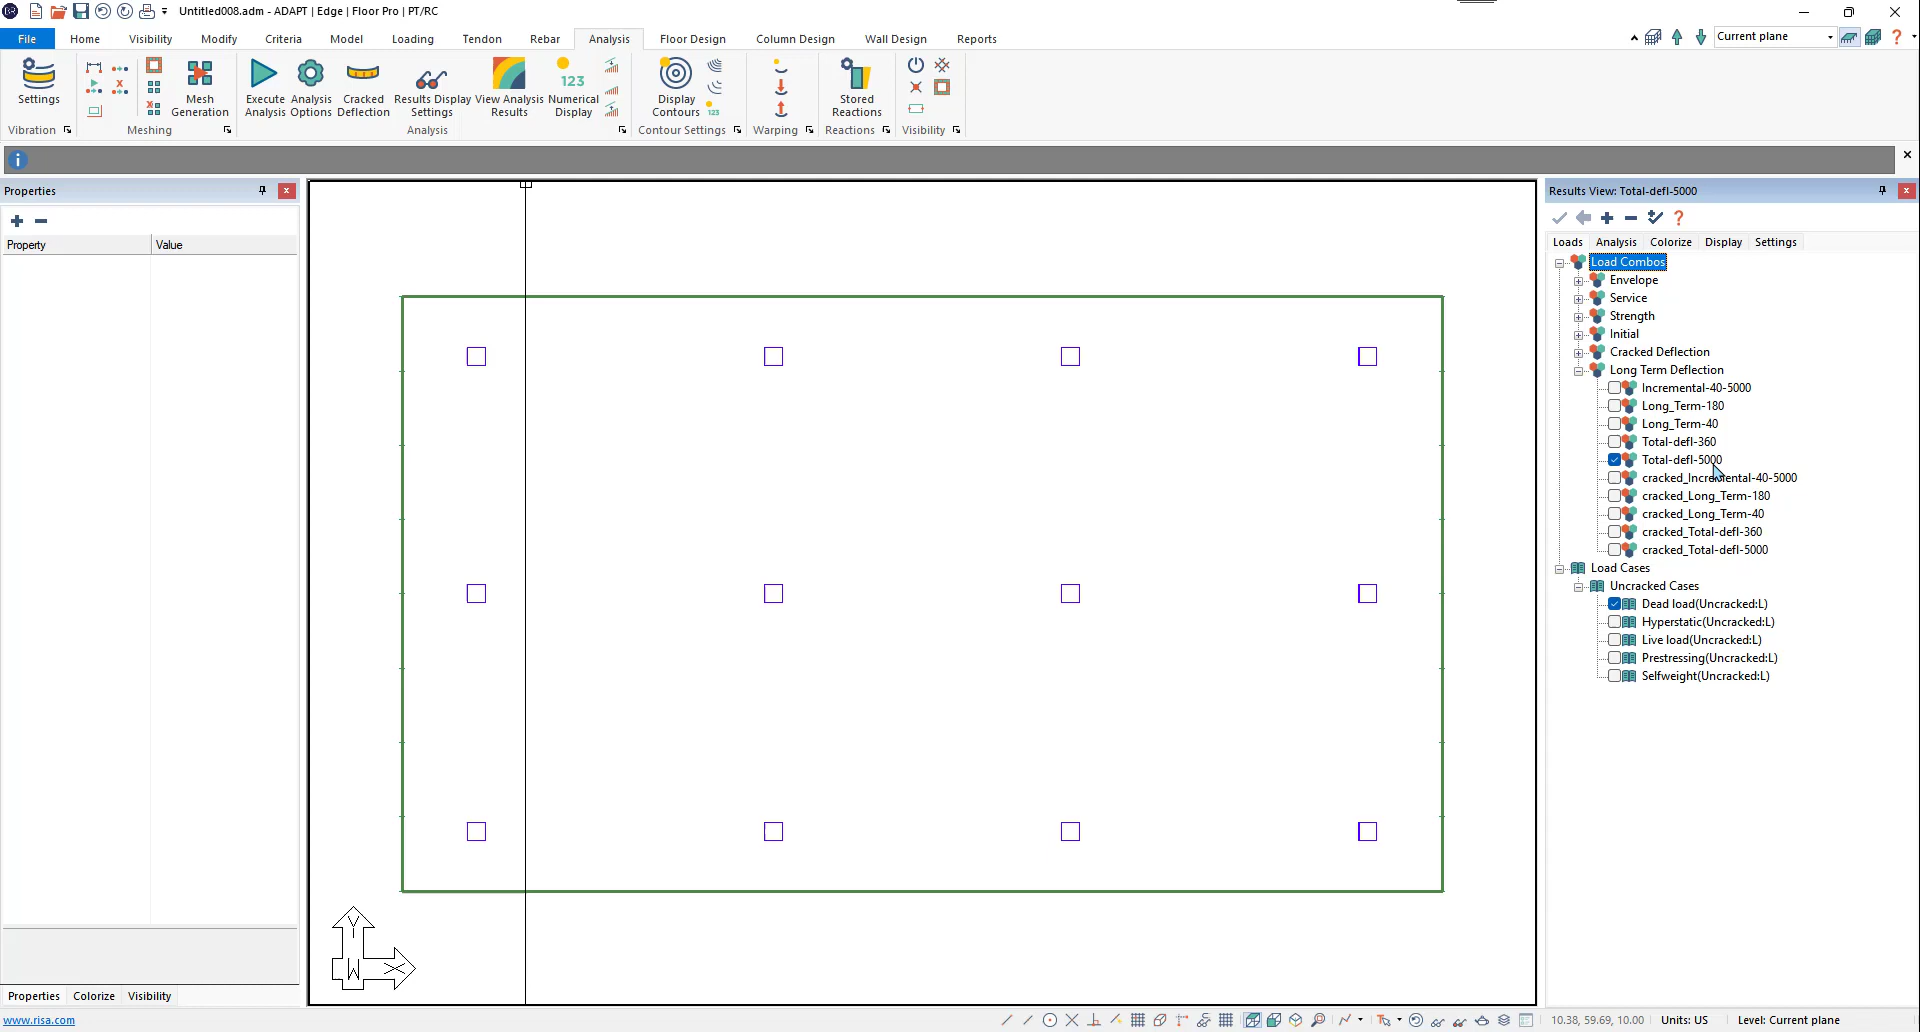 Untitled008.adm - ADAPT | Edge | Floor Pro | PT/RC
File Home Visibility Modify Criteria Model Loading Tendon Rebar Analysis Floor Design Column Design Wall Design Reports Current plane
Settings
Mesh Generation
Execute Analysis
Analysis Options
Cracked Deflection
Results Display Settings
View Analysis Results
123
Numerical Display
Display Contours
123
Stored Reactions
Vibration Meshing Analysis Contour Settings Warping Reactions Visibility
Properties
Property Value
Results View: Total-defl-5000
Loads Analysis Colorize Display Settings
Load Combos
Envelope
Service
Strength
Initial
Cracked Deflection
Long Term Deflection
Incremental-40-5000
Long_Term-180
Long_Term-40
Total-defl-360
Total-defl-5000
cracked_Incremental-40-5000
cracked_Long_Term-180
cracked_Long_Term-40
cracked_Total-defl-360
cracked_Total-defl-5000
Load Cases
Uncracked Cases
Dead load(Uncracked:L)
Hyperstatic(Uncracked:L)
Live load(Uncracked:L)
Prestressing(Uncracked:L)
Selfweight(Uncracked:L)
Y
W X
Properties Colorize Visibility
www.risa.com
10.38, 59.69, 10.00 Units: US Level: Current plane